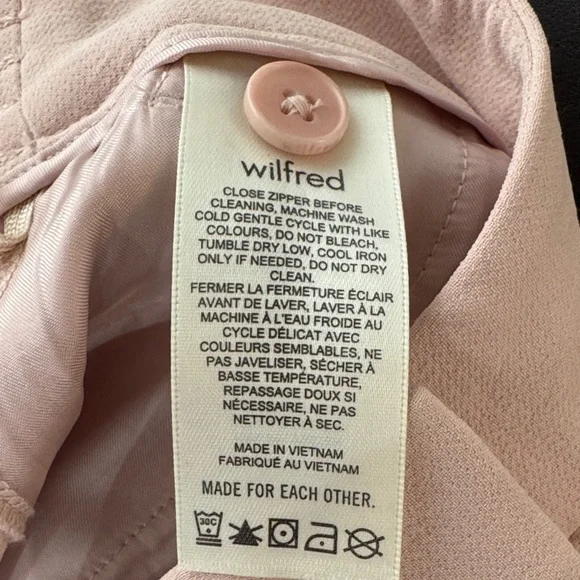 wilfred
CLOSE ZIPPER BEFORE
CLEANING, MACHINE WASH
COLD GENTLE CYCLE WITH LIKE
COLOURS, DO NOT BLEACH,
TUMBLE DRY LOW, COOL IRON
ONLY IF NEEDED, DO NOT DRY
CLEAN.
FERMER LA FERMETURE ÉCLAIR
AVANT DE LAVER, LAVER À LA
MACHINE À L'EAU FROIDE AU
CYCLE DÉLICAT AVEC
COULEURS SEMBLABLES, NE
PAS JAVELISER, SÉCHER À
BASSE TEMPÉRATURE,
REPASSAGE DOUX SI
NÉCESSAIRE, NE PAS
NETTOYER À SEC.
MADE IN VIETNAM
FABRIQUÉ AU VIETNAM
MADE FOR EACH OTHER.
30C